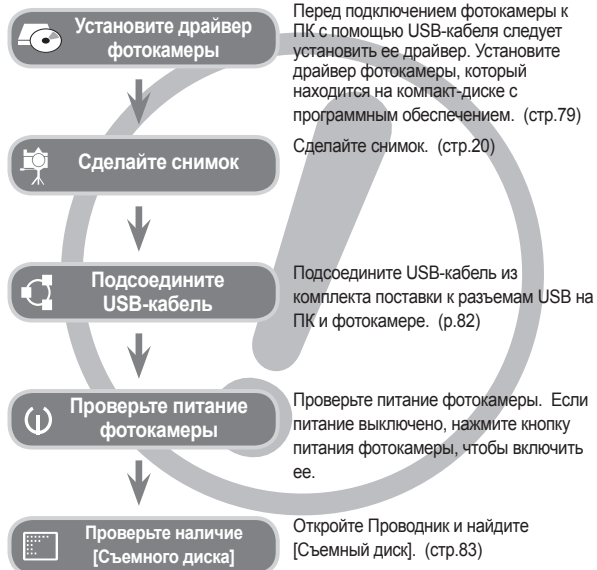 Установите драйвер
фотокамеры
Перед подключением фотокамеры к
ПК с помощью USB-кабеля следует
установить ее драйвер. Установите
драйвер фотокамеры, который
находится на компакт-диске с
программным обеспечением. (стр.79)
Сделайте снимок
Сделайте снимок. (стр.20)
Подсоедините
USB-кабель
Подсоедините USB-кабель из
комплекта поставки к разъемам USB на
ПК и фотокамере. (p.82)
Проверьте питание
фотокамеры
Проверьте питание фотокамеры. Если
питание выключено, нажмите кнопку
питания фотокамеры, чтобы включить
ее.
Проверьте наличие
[Съемного диска]
Откройте Проводник и найдите
[Съемный диск]. (стр.83)